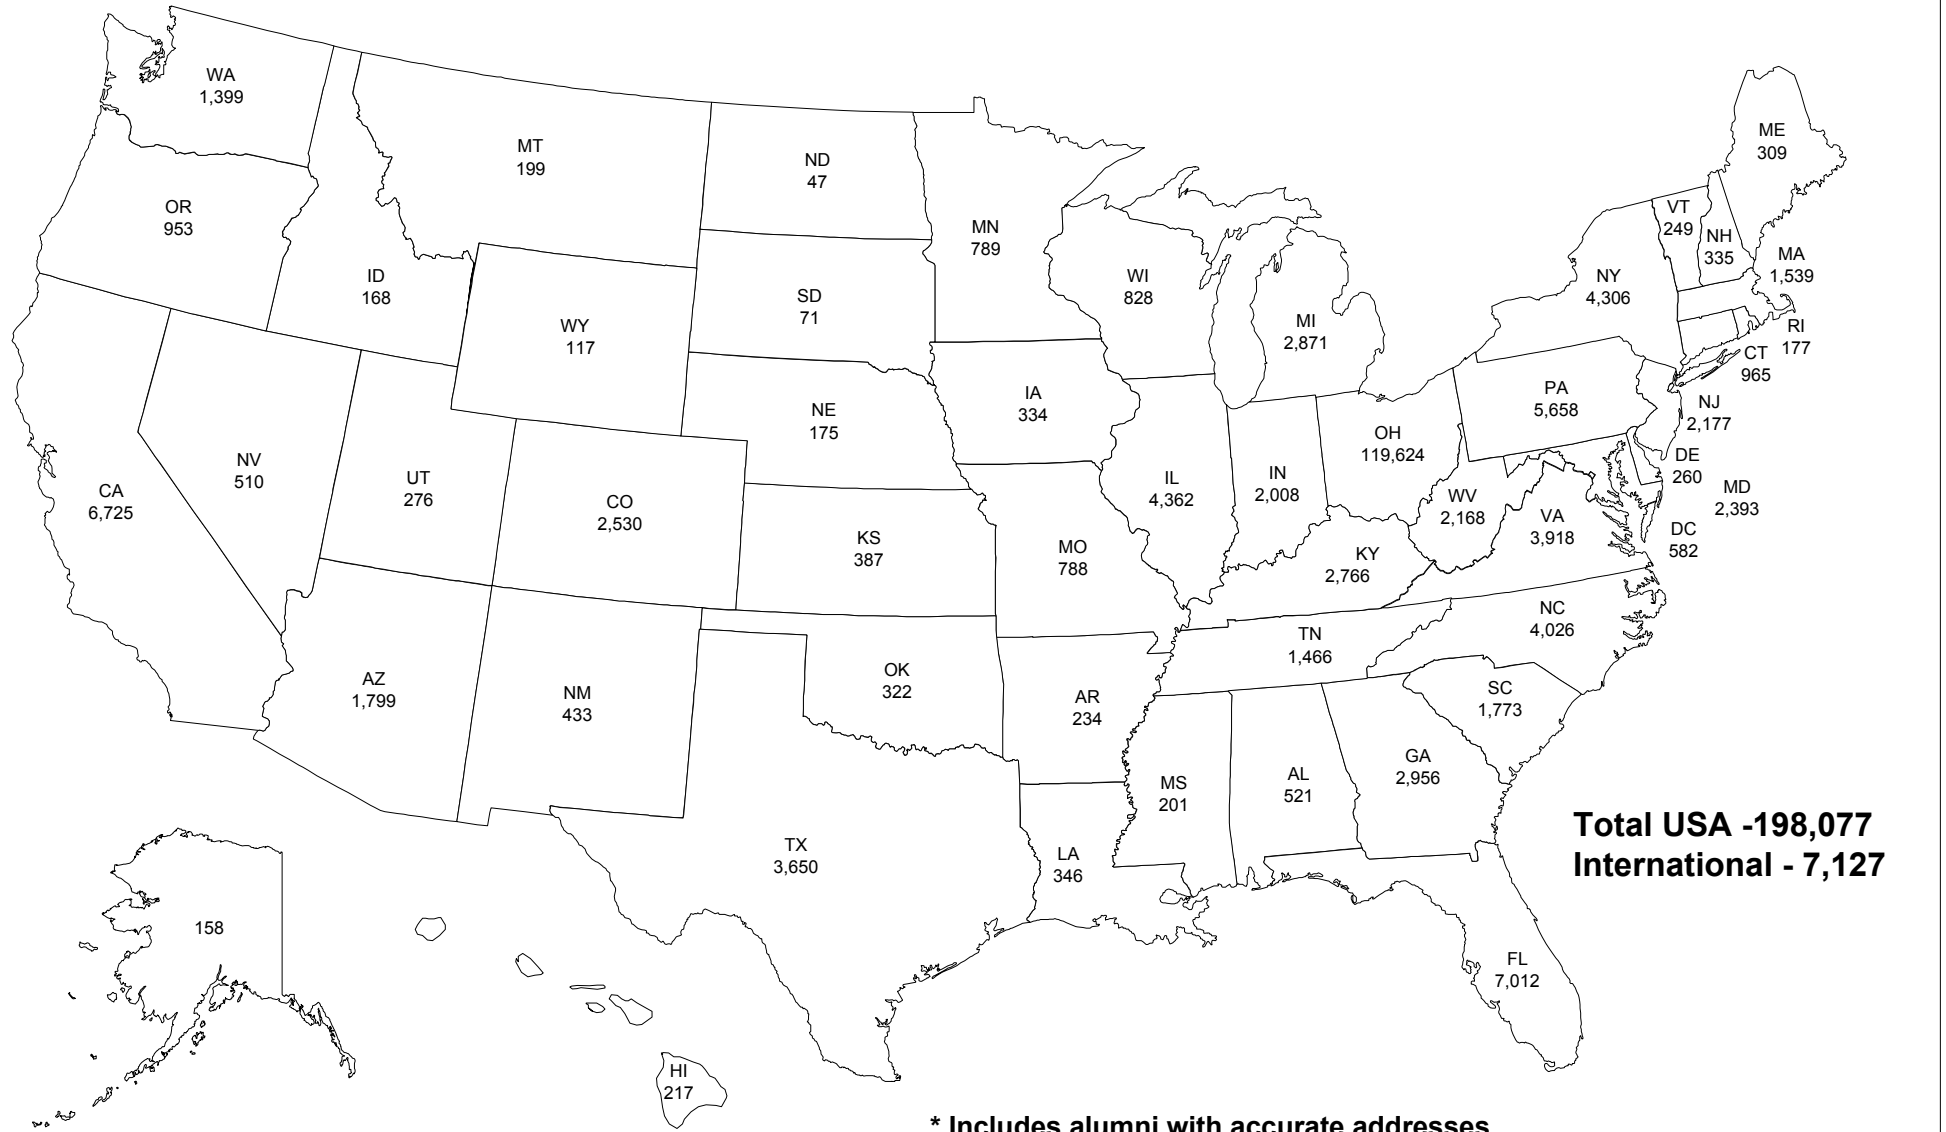 WA
1,399
MT
199
ND
47
ME
309
OR
953
MN
789
VT
249
NH
335
MA
1,539
ID
168
WI
828
NY
4,306
SD
71
WY
117
MI
2,871
RI
177
CT
965
PA
5,658
IA
334
NE
175
NJ
2,177
OH
119,624
NV
510
UT
276
CA
6,725
CO
2,530
IL
4,362
IN
2,008
DE
260
MD
2,393
WV
2,168
VA
3,918
DC
582
KS
387
MO
788
KY
2,766
NC
4,026
TN
1,466
AZ
1,799
NM
433
OK
322
AR
234
SC
1,773
MS
201
AL
521
GA
2,956
Total USA -198,077
International - 7,127
TX
3,650
LA
346
158
FL
7,012
HI
217
* Includes alumni with accurate addresses